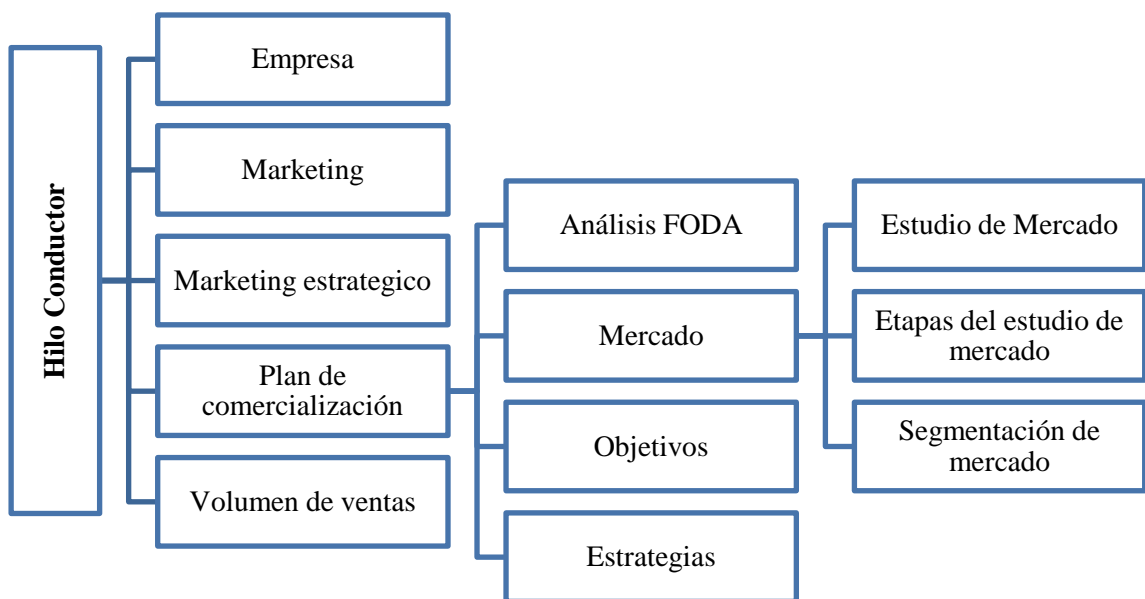 Hilo Conductor
Empresa
Marketing
Marketing estrategico
Plan de
comercialización
Volumen de ventas
Análisis FODA
Mercado
Objetivos
Estrategias
Estudio de Mercado
Etapas del estudio de
mercado
Segmentación de
mercado